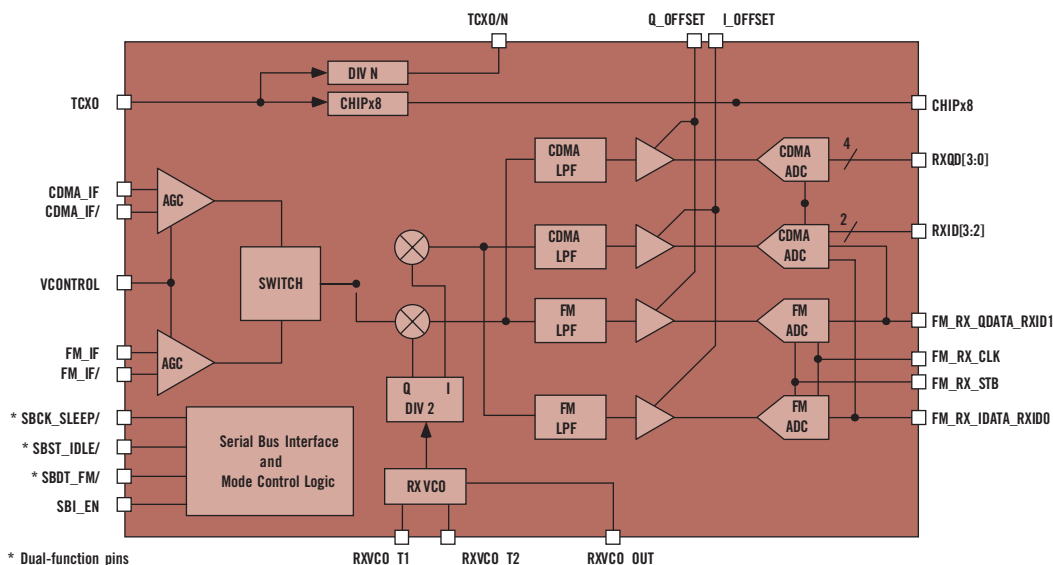 TCXO/N
Q_OFFSET
I_OFFSET
DIV N
TCXO
CHIPx8
CHIPx8
CDMA
LPF
CDMA
ADC
4
RXQD[3:0]
CDMA_IF
CDMA_IF/
AGC
CDMA
LPF
CDMA
ADC
2
RXID[3:2]
VCONTROL
SWITCH
FM
LPF
FM
ADC
FM_RX_QDATA_RXID1
FM_IF
FM_IF/
AGC
FM_RX_CLK
FM_RX_STB
Q I
DIV 2
FM
LPF
FM
ADC
FM_RX_IDATA_RXID0
* SBCK_SLEEP/
* SBST_IDLE/
* SBDT_FM/
SBI_EN
Serial Bus Interface
and
Mode Control Logic
RX VCO
RXVCO_T1
RXVCO_T2
RXVCO_OUT
* Dual-function pins